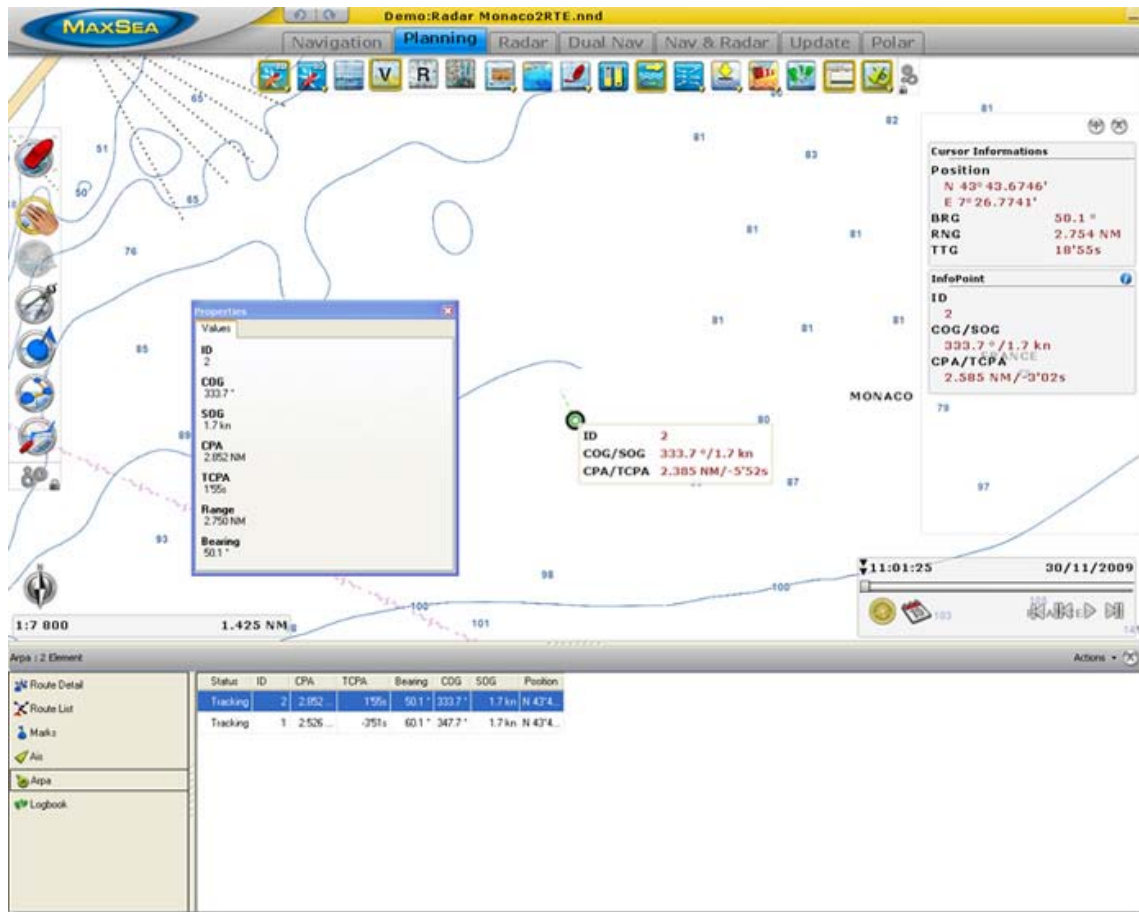 MAXSEA
Demo:Radar Monaco2RTE.nnd
Navigation Planning Radar Dual Nav Nav & Radar Update Polar
V R
65
51
50
65
76
85
93
81
82
81
83
81
81
81
81
81
80
79
87
97
98
100
100
101
103
Cursor Informations
Position
N 43° 43.6746'
E 7° 26.7741'
BRG 50.1 °
RNG 2.754 NM
TTG 18'55s
InfoPoint
ID
2
COG/SOG
333.7 °/1.7 kn
FRANCE
CPA/TCPA
2.585 NM/-3'02s
MONACO
Properties
Values
ID
2
COG
333.7 °
SOG
1.7 kn
CPA
2.852 NM
TCPA
1'55s
Range
2.750 NM
Bearing
50.1 °
ID 2
COG/SOG 333.7 °/1.7 kn
CPA/TCPA 2.385 NM/-5'52s
11:01:25 30/11/2009
1:7 800 1.425 NM
Arpa : 2 Element Actions
Route Detail
Route List
Marks
Ais
Arpa
Logbook
Status ID CPA TCPA Bearing COG SOG Position
Tracking 2 2.852 ... 1'55s 50.1 ° 333.7 ° 1.7 kn N 43°4...
Tracking 1 2.526 ... -3'51s 60.1 ° 347.7 ° 1.7 kn N 43°4...